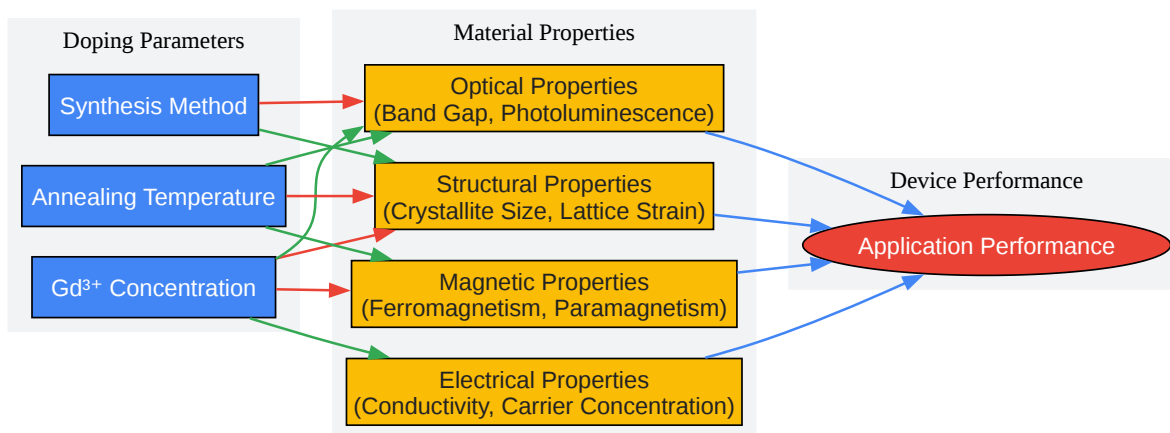 Doping Parameters
Synthesis Method
Annealing Temperature
Gd³⁺ Concentration
Material Properties
Optical Properties
(Band Gap, Photoluminescence)
Structural Properties
(Crystallite Size, Lattice Strain)
Magnetic Properties
(Ferromagnetism, Paramagnetism)
Electrical Properties
(Conductivity, Carrier Concentration)
Device Performance
Application Performance